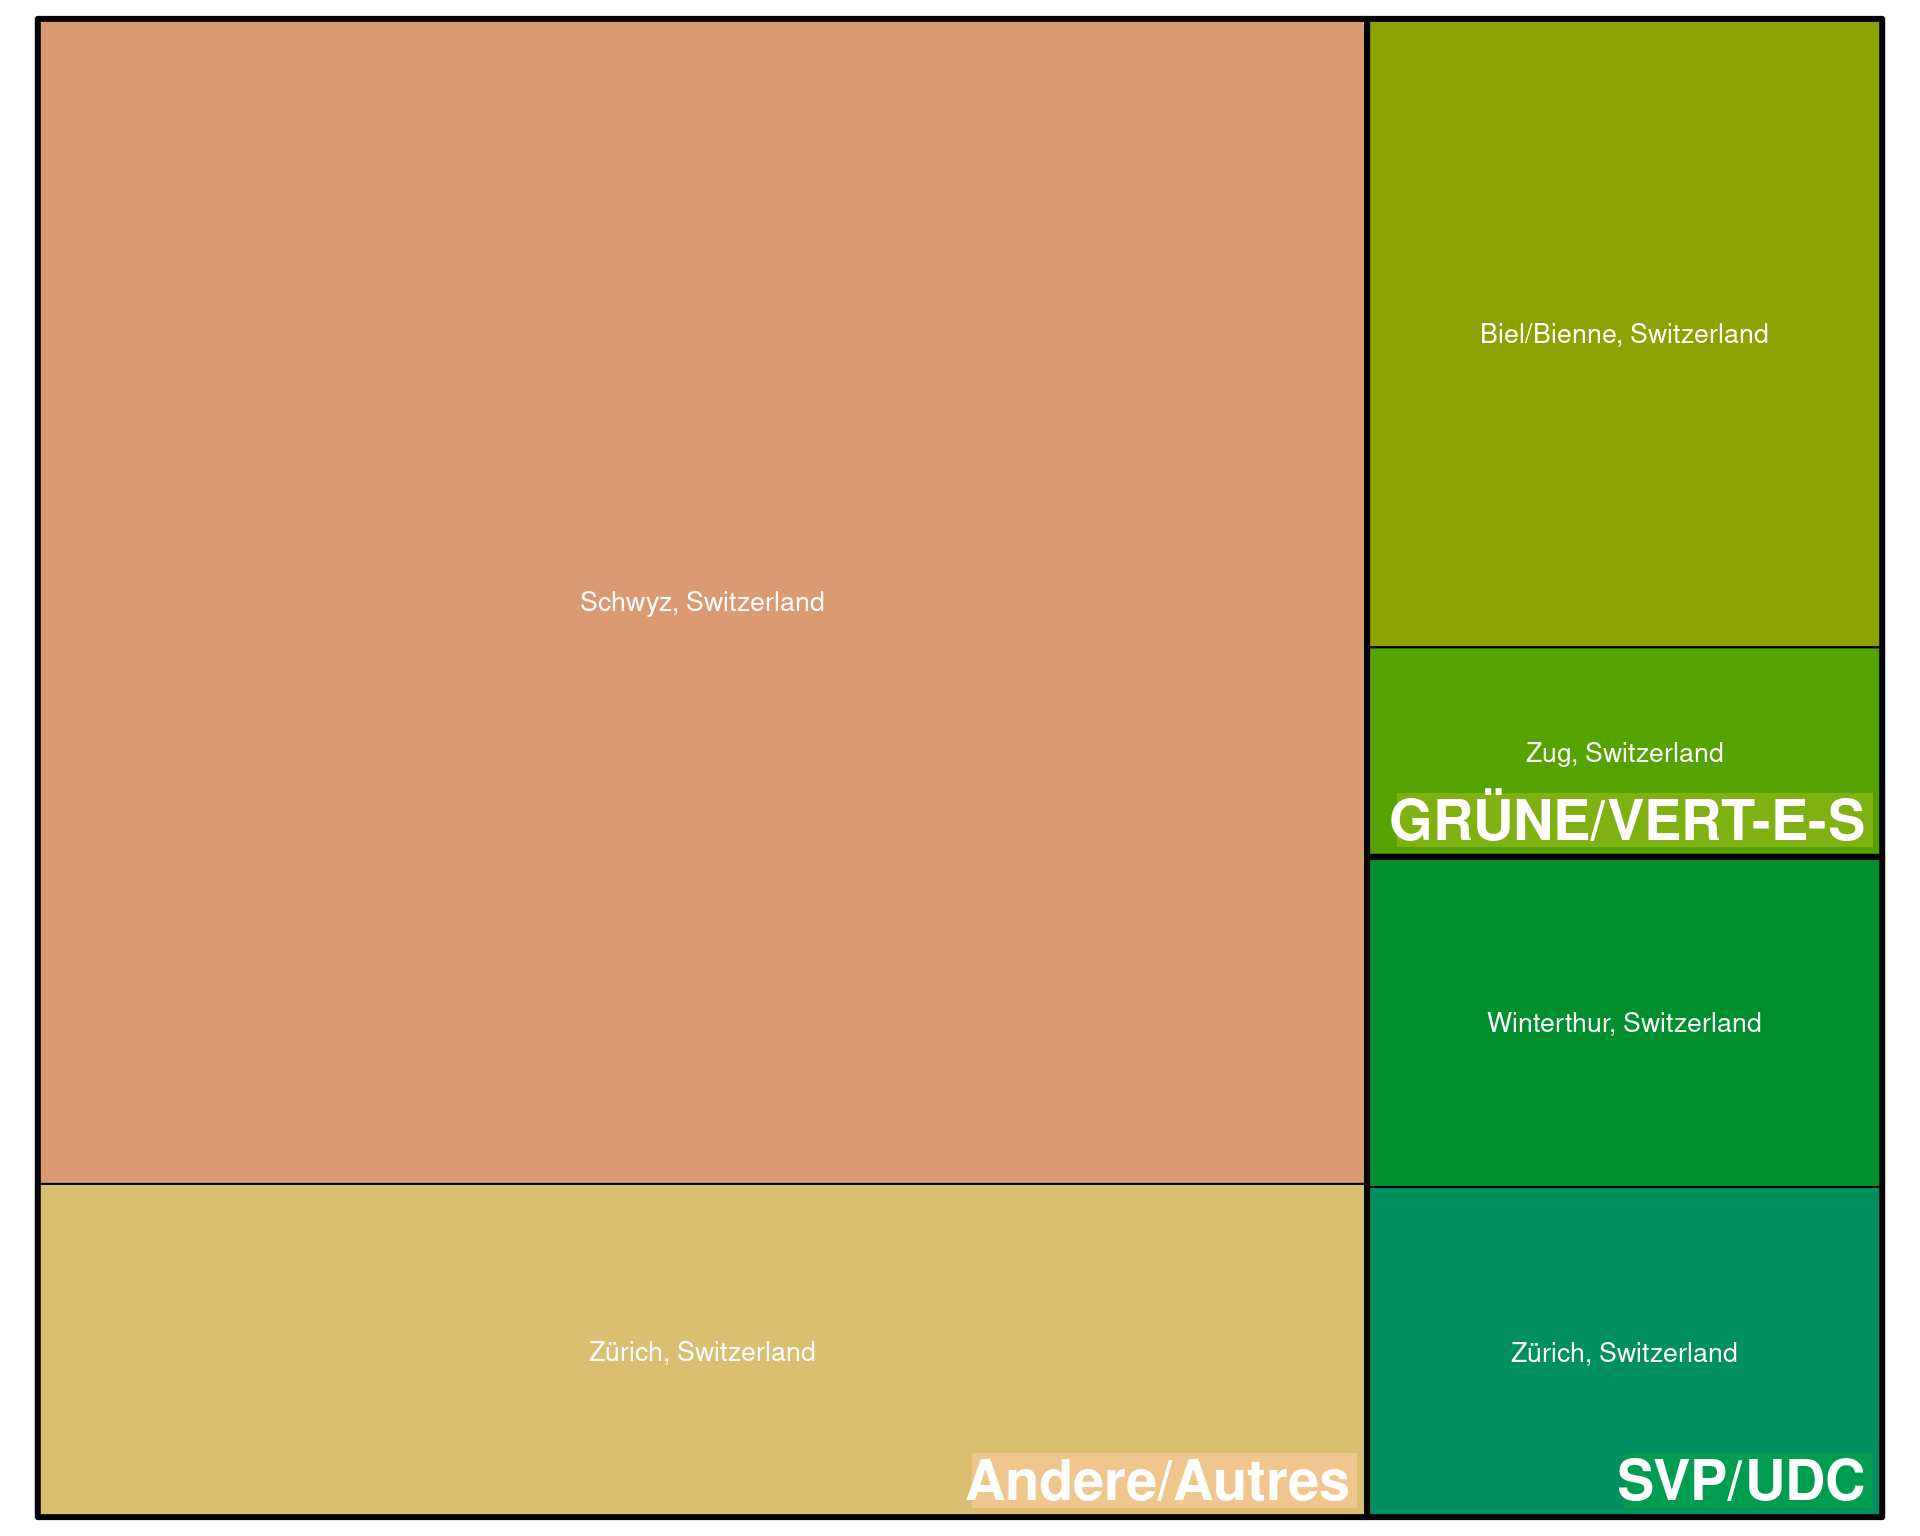 Schwyz, Switzerland
Zürich, Switzerland
Andere/Autres
Biel/Bienne, Switzerland
Zug, Switzerland
GRÜNE/VERT-E-S
Winterthur, Switzerland
Zürich, Switzerland
SVP/UDC